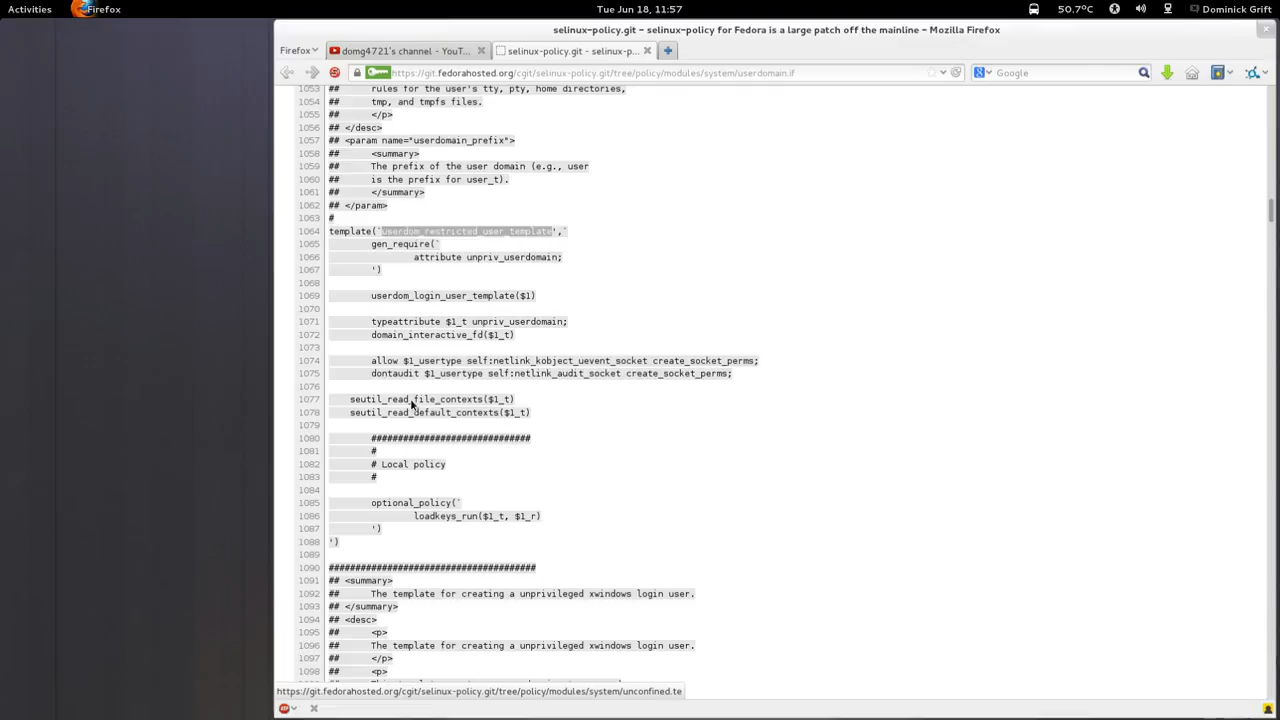 Activities Firefox Tue Jun 18, 11:57 50.7°C Dominick Grift
selinux-policy.git - selinux-policy for Fedora is a large patch off the mainline - Mozilla Firefox
Firefox domg4721's channel - YouT... selinux-policy.git - selinux-p...
https://git.fedorahosted.org/cgit/selinux-policy.git/tree/policy/modules/system/userdomain.if Google
1053 ## rules for the user's tty, pty, home directories,
1054 ## tmp, and tmpfs files.
1055 ## </p>
1056 ## </desc>
1057 ## <param name="userdomain_prefix">
1058 ## <summary>
1059 ## The prefix of the user domain (e.g., user
1060 ## is the prefix for user_t).
1061 ## </summary>
1062 ## </param>
1063 #
1064 template(`userdom_restricted_user_template',`
1065 gen_require(`
1066 attribute unpriv_userdomain;
1067 ')
1068
1069 userdom_login_user_template($1)
1070
1071 typeattribute $1_t unpriv_userdomain;
1072 domain_interactive_fd($1_t)
1073
1074 allow $1_usertype self:netlink_kobject_uevent_socket create_socket_perms;
1075 dontaudit $1_usertype self:netlink_audit_socket create_socket_perms;
1076
1077 seutil_read_file_contexts($1_t)
1078 seutil_read_default_contexts($1_t)
1079
1080 ##############################
1081 #
1082 # Local policy
1083 #
1084
1085 optional_policy(`
1086 loadkeys_run($1_t, $1_r)
1087 ')
1088 ')
1089
1090 #######################################
1091 ## <summary>
1092 ## The template for creating a unprivileged xwindows login user.
1093 ## </summary>
1094 ## <desc>
1095 ## <p>
1096 ## The template for creating a unprivileged xwindows login user.
1097 ## </p>
1098 ## <p>
https://git.fedorahosted.org/cgit/selinux-policy.git/tree/policy/modules/system/unconfined.te